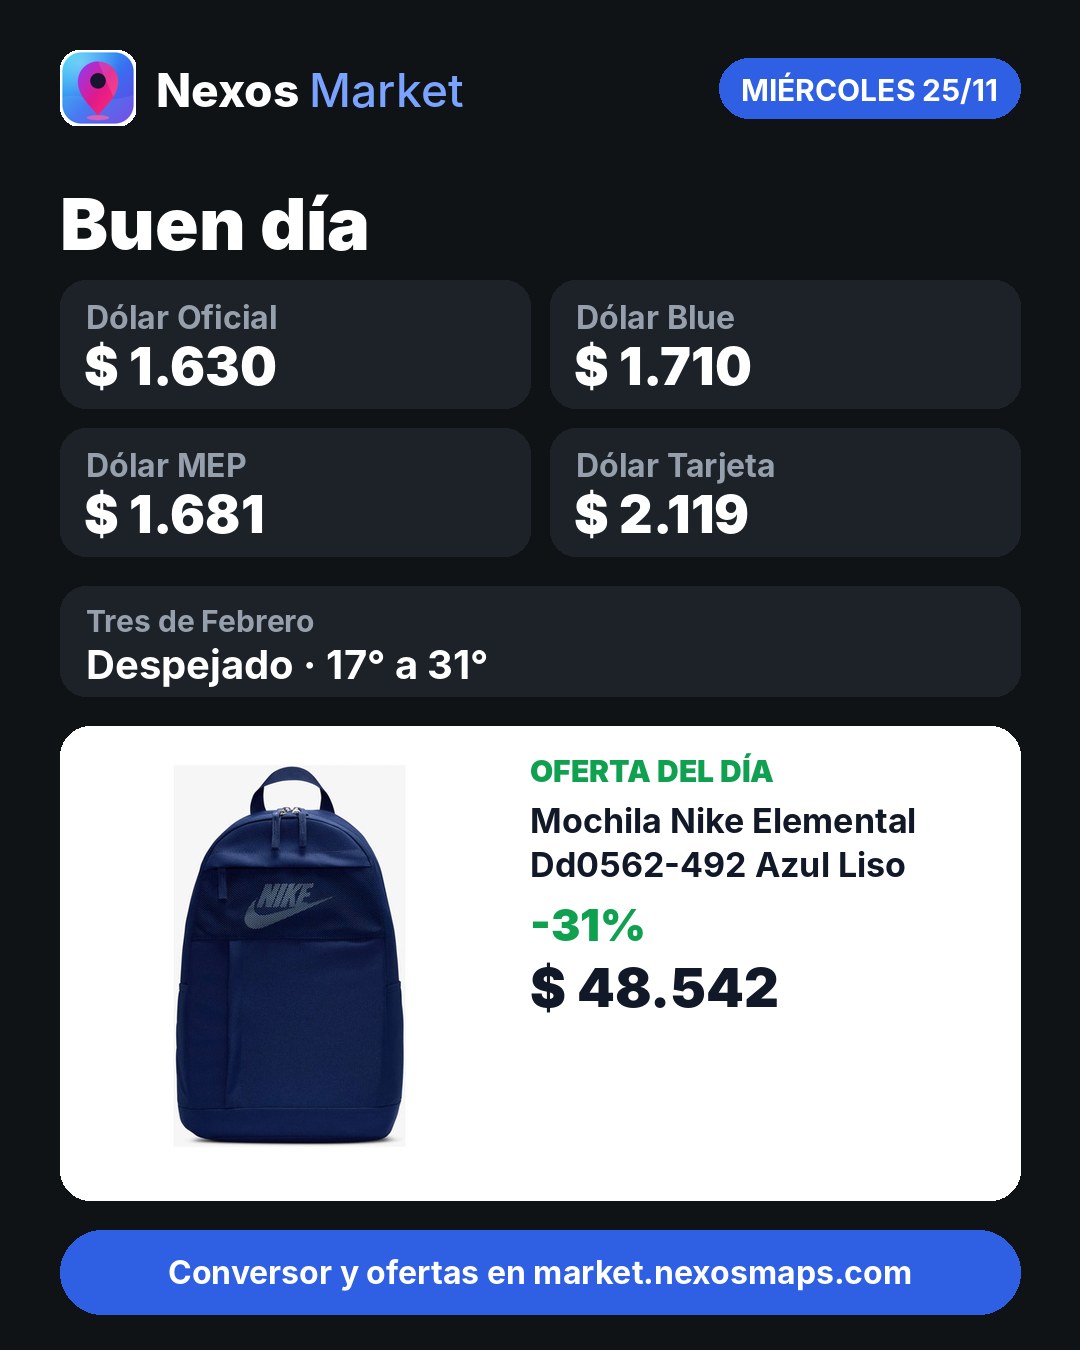 Nexos Market
MIÉRCOLES 25/11
Buen día
Dólar Oficial
$ 1.630
Dólar Blue
$ 1.710
Dólar MEP
$ 1.681
Dólar Tarjeta
$ 2.119
Tres de Febrero
Despejado · 17° a 31°
NIKE
OFERTA DEL DÍA
Mochila Nike Elemental
Dd0562-492 Azul Liso
-31%
$ 48.542
Conversor y ofertas en market.nexosmaps.com